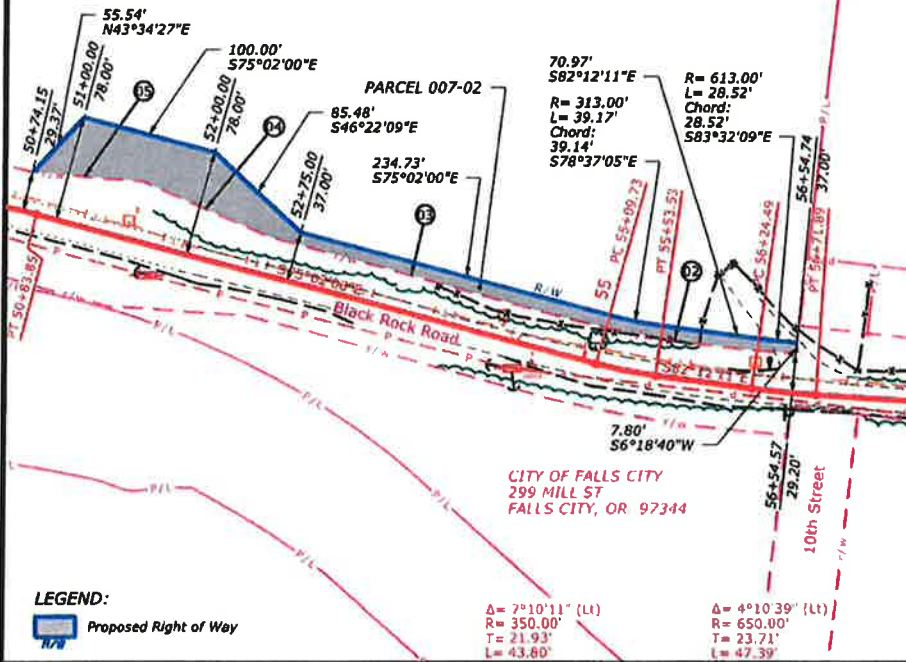 55.54'
N43°34'27"E
50+74.15
29.37'
51+00.00
78.00'
05
100.00'
S75°02'00"E
52+00.00
78.00'
04
PARCEL 007-02
85.48'
S46°22'09"E
52+75.00
37.00'
234.73'
S75°02'00"E
03
70.97'
S82°12'11"E
R= 313.00'
L= 39.17'
Chord:
39.14'
S78°37'05"E
R= 613.00'
L= 28.52'
Chord:
28.52'
S83°32'09"E
56+54.74
37.00'
55
PC 55+09.73
PT 55+53.53
02
PC 56+24.49
PT 56+71.89
P/L
P/L
R/W
r/w
PT 50+83.85
S75°02'00"E
Black Rock Road
S82°12'11"E
r/w
r/w
r/w
P/L
P/L
P/L
P/L
P/L
P/L
7.80'
S6°18'40"W
56+54.57
29.20'
10th Street
r/w
CITY OF FALLS CITY
299 MILL ST
FALLS CITY, OR 97344
LEGEND:
R/W
Proposed Right of Way
Δ= 7°10'11" (Lt)
R= 350.00'
T= 21.93'
L= 43.80'
Δ= 4°10'39" (Lt)
R= 650.00'
T= 23.71'
L= 47.39'